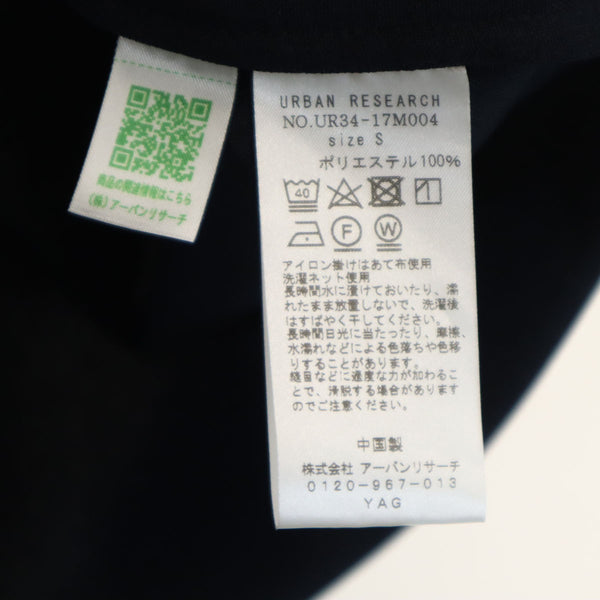 商品の関連情報はこちら
(株) アーバンリサーチ
URBAN RESEARCH
NO.UR34-17M004
size S
ポリエステル 100%
40
F W
アイロン掛けはあて布使用
洗濯ネット使用
長時間水に漬けておいたり、濡
れたまま放置しないで、洗濯後
はすばやく干してください。
長時間日光に当たったり、摩擦、
水濡れなどによる色落ちや色移
りすることがあります。
縫目などに過度な力が加わるこ
とで、滑脱する場合があります
のでご注意ください。
中国製
株式会社 アーバンリサーチ
0120-967-013
YAG